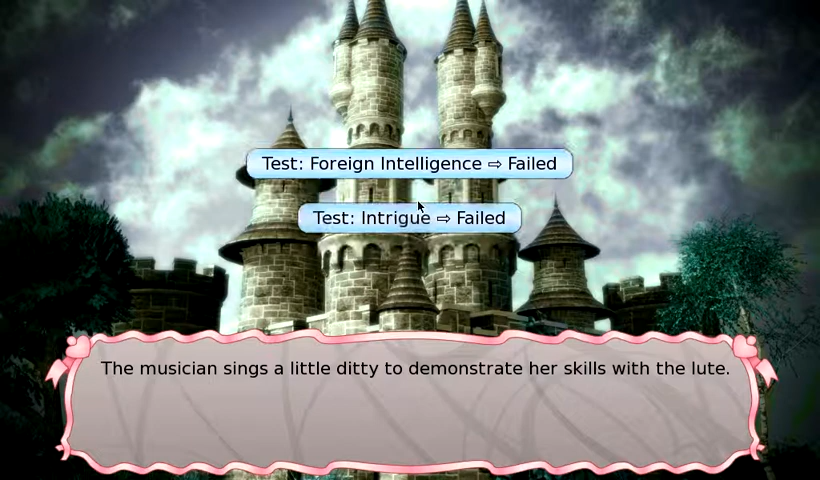 Test: Foreign Intelligence ⇨ Failed
Test: Intrigue ⇨ Failed
The musician sings a little ditty to demonstrate her skills with the lute.